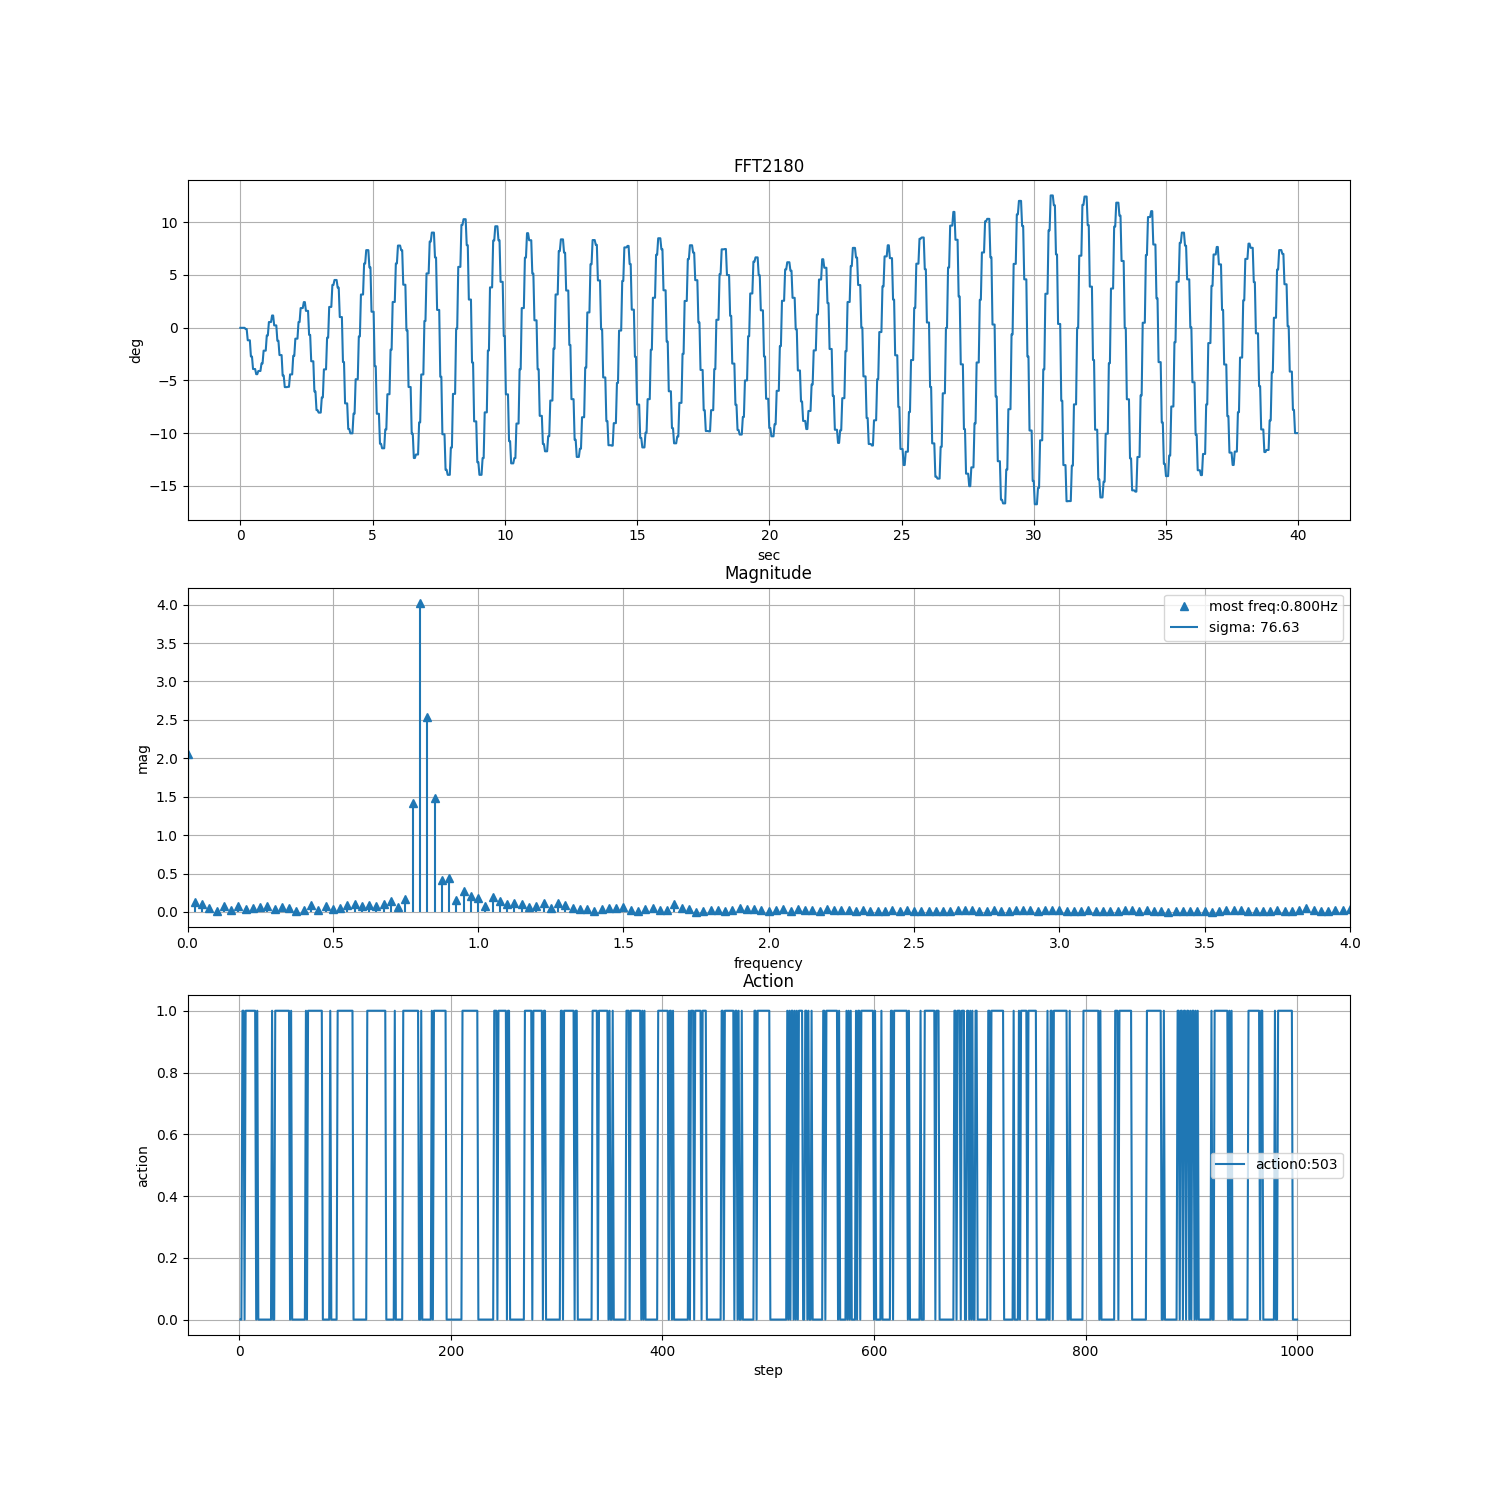 FFT2180
10
5
0
−5
−10
−15
deg
0 5 10 15 20 25 30 35 40
sec
Magnitude
4.0
3.5
3.0
2.5
2.0
1.5
1.0
0.5
0.0
mag
most freq:0.800Hz
sigma: 76.63
0.0 0.5 1.0 1.5 2.0 2.5 3.0 3.5 4.0
frequency
Action
1.0
0.8
0.6
0.4
0.2
0.0
action
action0:503
0 200 400 600 800 1000
step